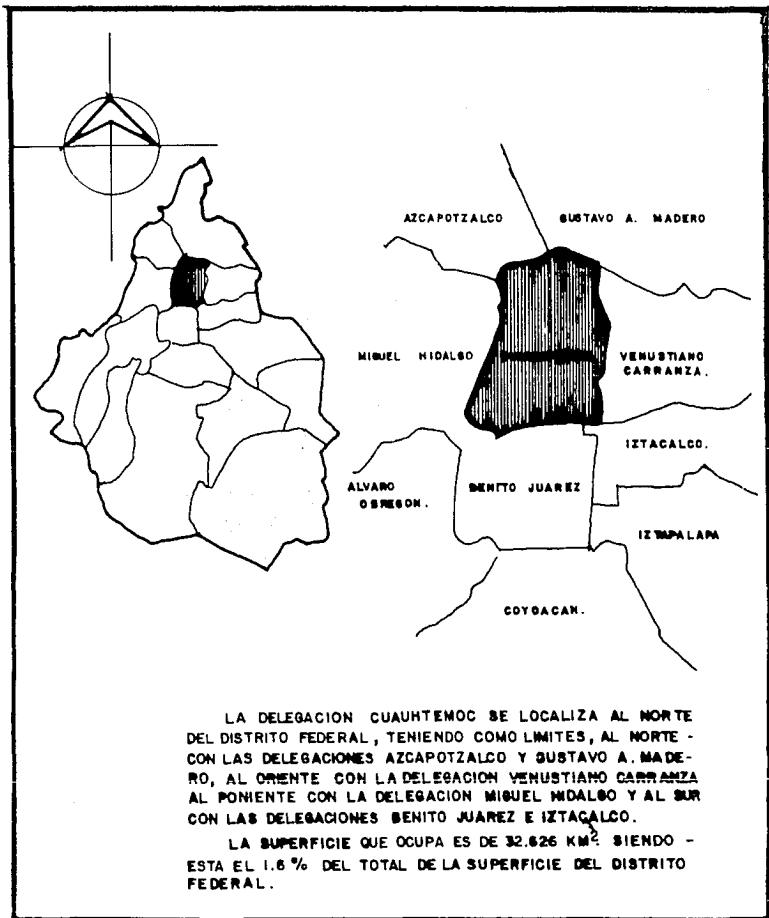 AZCAPOTZALCO
GUSTAVO A. MADERO
MIGUEL HIDALGO
VENUSTIANO
CARRANZA.
IZTACALCO.
ALVARO
OBREGON.
BENITO JUAREZ
IZTAPALAPA
COYOACAN.
LA DELEGACION CUAUHTEMOC SE LOCALIZA AL NORTE
DEL DISTRITO FEDERAL, TENIENDO COMO LIMITES, AL NORTE -
CON LAS DELEGACIONES AZCAPOTZALCO Y GUSTAVO A. MADE-
RO, AL ORIENTE CON LA DELEGACION VENUSTIANO CARRANZA
AL PONIENTE CON LA DELEGACION MIGUEL HIDALGO Y AL SUR
CON LAS DELEGACIONES BENITO JUAREZ E IZTACALCO.
LA SUPERFICIE QUE OCUPA ES DE 32.626 KM². SIENDO -
ESTA EL 1.6 % DEL TOTAL DE LA SUPERFICIE DEL DISTRITO
FEDERAL.